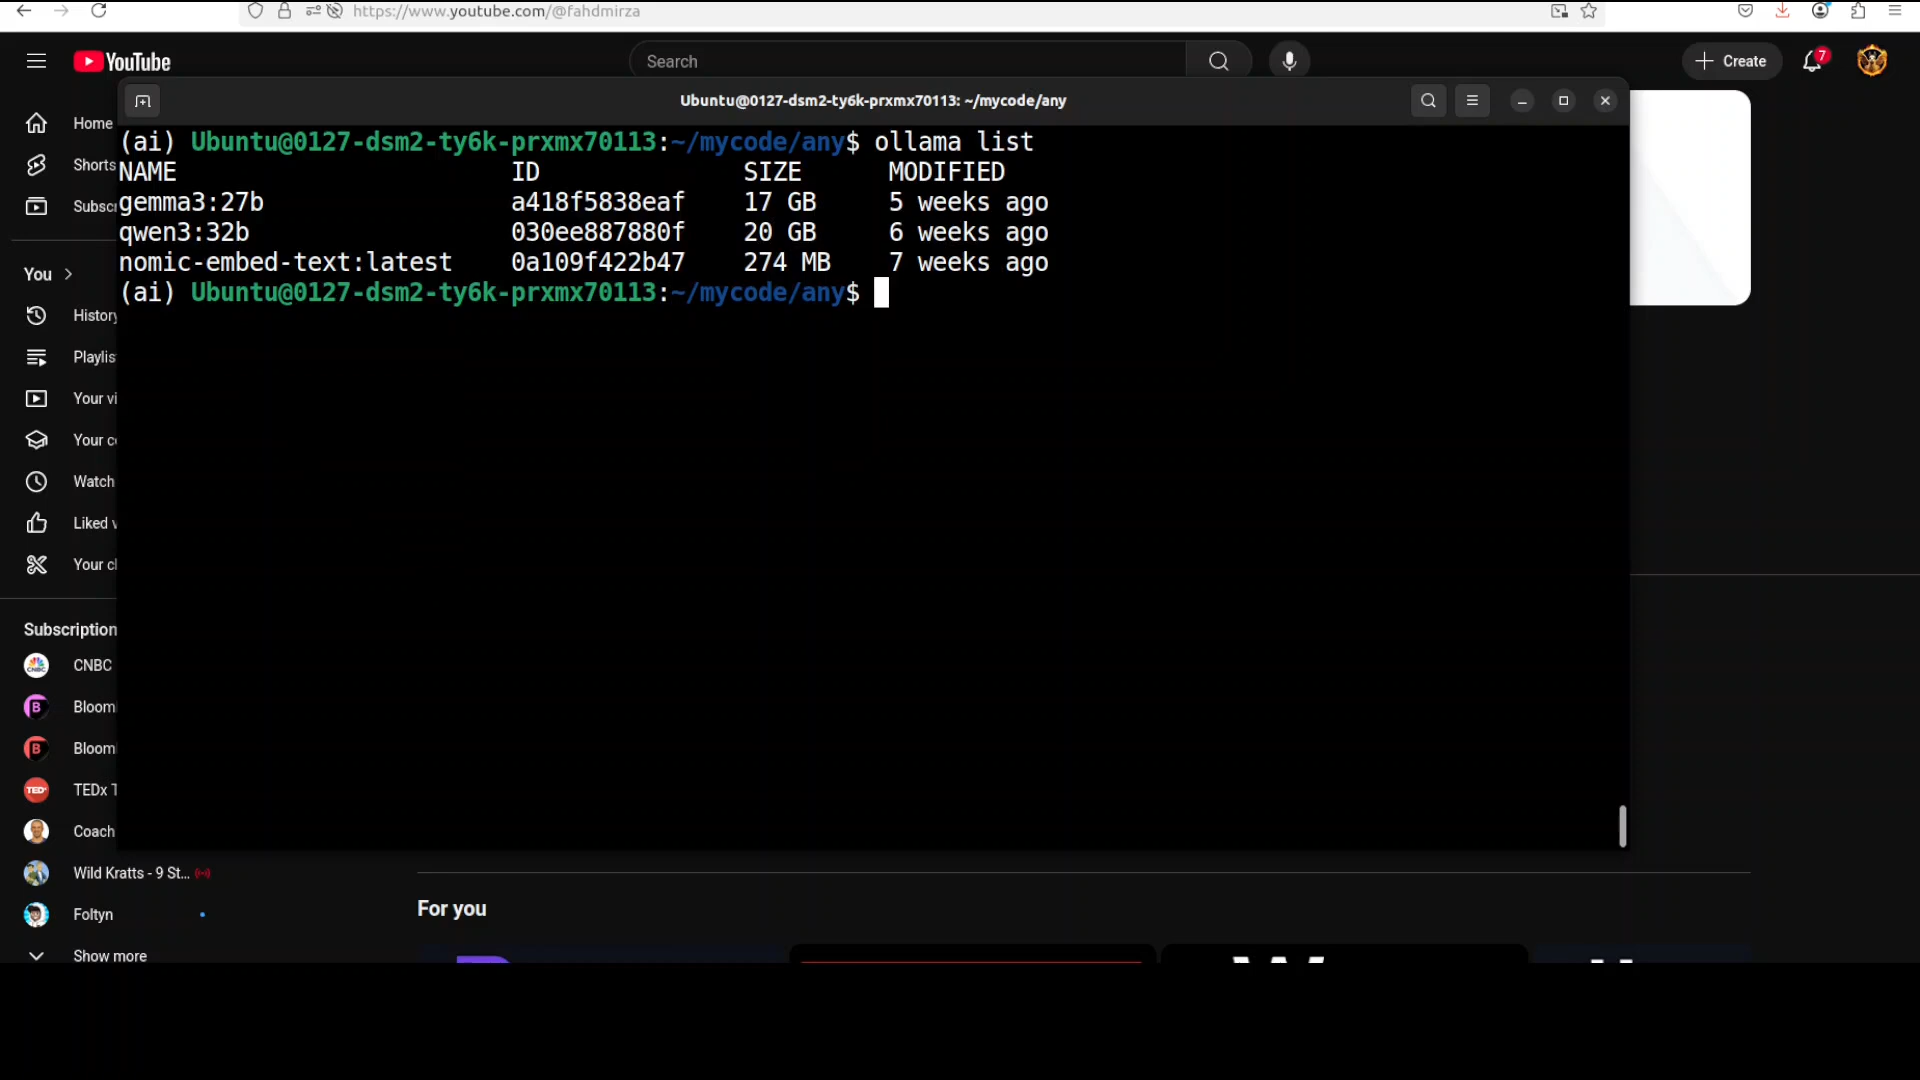 https://www.youtube.com/@fahdmirza
YouTube
Search
Create
7
Ubuntu@0127-dsm2-ty6k-prxmx70113: ~/mycode/any
(ai) Ubuntu@0127-dsm2-ty6k-prxmx70113:~/mycode/any$ ollama list
NAME ID SIZE MODIFIED
gemma3:27b a418f5838eaf 17 GB 5 weeks ago
qwen3:32b 030ee887880f 20 GB 6 weeks ago
nomic-embed-text:latest 0a109f422b47 274 MB 7 weeks ago
(ai) Ubuntu@0127-dsm2-ty6k-prxmx70113:~/mycode/any$
Home
Shorts
Subscr
You
History
Playlis
Your vi
Your co
Watch
Liked v
Your cl
Subscription
CNBC
Bloom
Bloom
TEDx T
Coach
Wild Kratts - 9 St...
Foltyn
Show more
For you